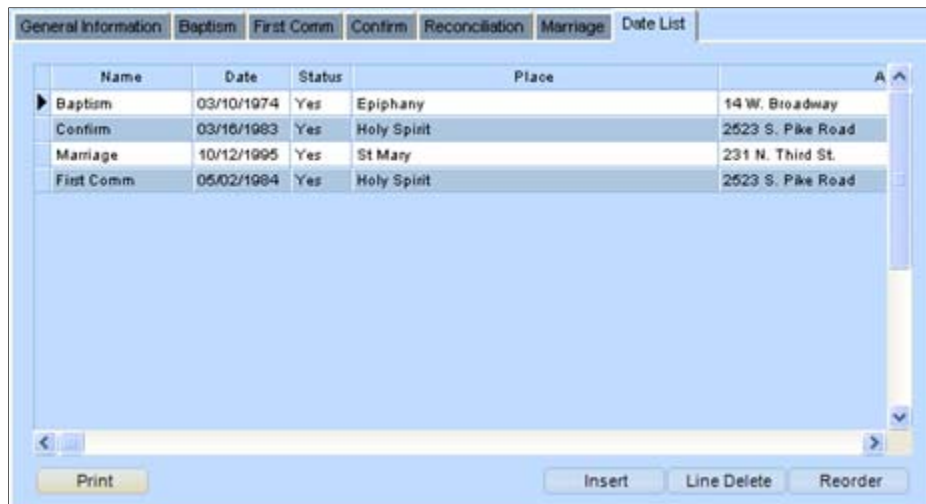 General Information Baptism First Comm Confirm Reconciliation Marriage Date List
Name Date Status Place A
Baptism 03/10/1974 Yes Epiphany 14 W. Broadway
Confirm 03/16/1983 Yes Holy Spirit 2523 S. Pike Road
Marriage 10/12/1995 Yes St Mary 231 N. Third St.
First Comm 05/02/1984 Yes Holy Spirit 2523 S. Pike Road
Print Insert Line Delete Reorder